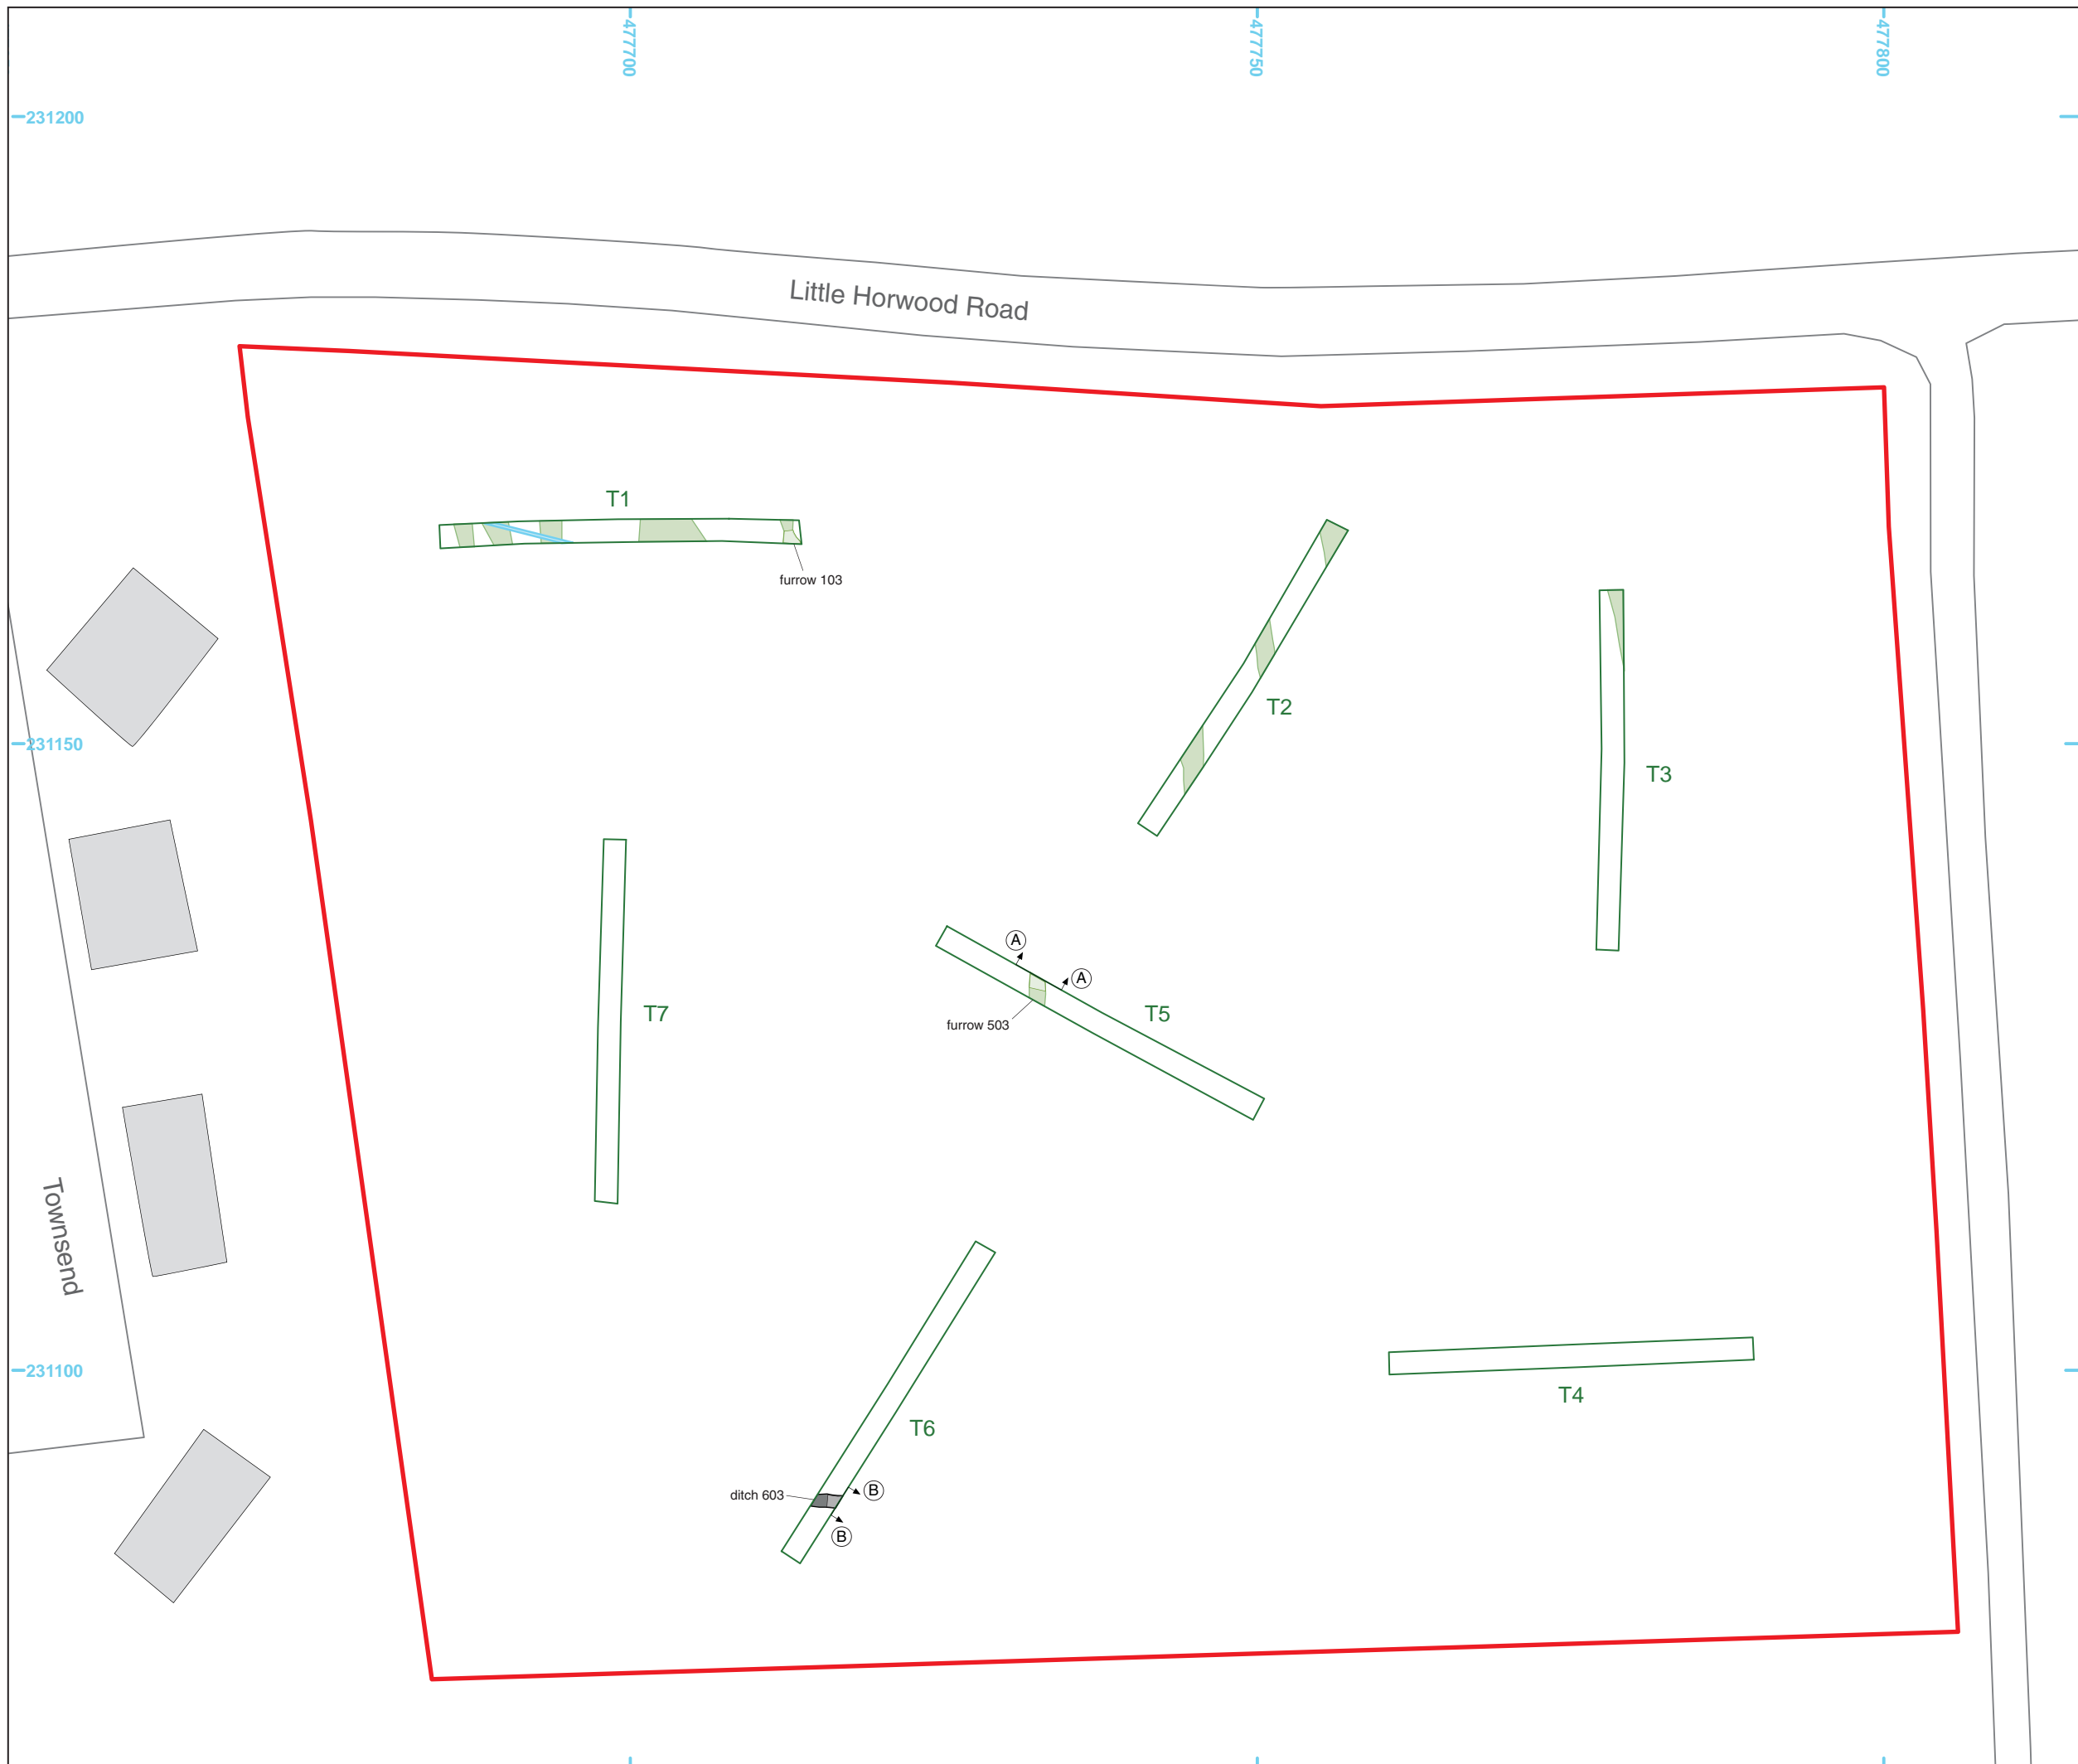 477700
477750
477800
231200
Little Horwood Road
T1
furrow 103
T2
231150
T3
A
A
T5
T7
furrow 503
Townsend
231100
T4
T6
ditch 603
B
B